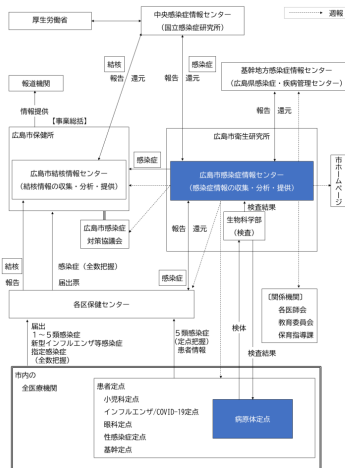 週報
厚生労働省
中央感染症情報センター
(国立感染症研究所)
結核
感染症
報告 還元
報告 還元
基幹地方感染症情報センター
(広島県感染症・疾病管理センター)
報道機関
情報提供
【事業総括】
報告 還元
広島市保健所
広島市衛生研究所
広島市結核情報センター
(結核情報の収集・分析・提供)
感染症
広島市感染症情報センター
(感染症情報の収集・分析・提供)
市ホームページ
検査結果
生物科学部
(検査)
広島市感染症
対策協議会
報告 還元
結核
報告
感染症(全数把握)
届出票
感染症
各区保健センター
[関係機関]
各医師会
教育委員会
保育指導課
届出
1~5類感染症
新型インフルエンザ等感染症
指定感染症
(全数把握)
5類感染症
(定点把握)
患者情報
検体
検査結果
市内の
全医療機関
患者定点
小児科定点
インフルエンザ/COVID-19定点
眼科定点
性感染症定点
基幹定点
病原体定点